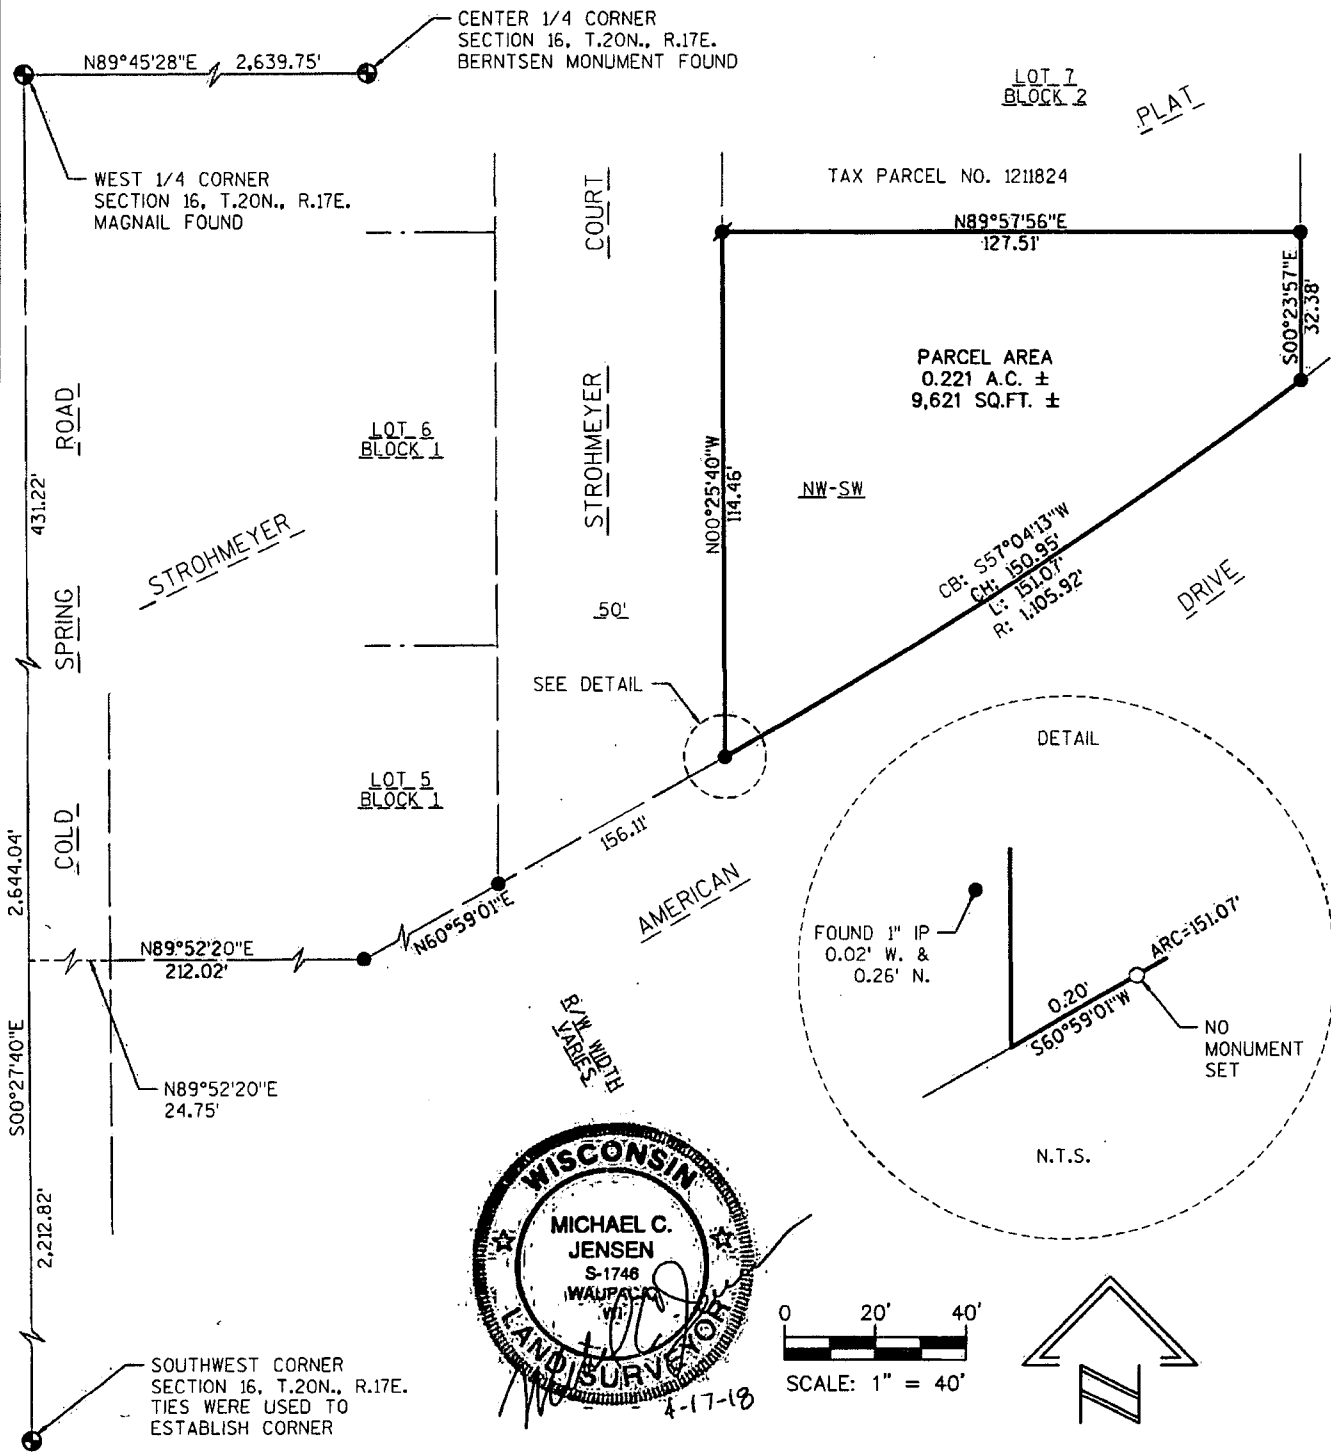 CENTER 1/4 CORNER
SECTION 16, T.20N., R.17E.
BERNTSEN MONUMENT FOUND
N89°45'28"E 2,639.75'
LOT 7
BLOCK 2
PLAT
WEST 1/4 CORNER
SECTION 16, T.20N., R.17E.
MAGNAIL FOUND
TAX PARCEL NO. 1211824
COURT
N89°57'56"E
127.51'
S00°23'57"E
32.38'
PARCEL AREA
0.221 A.C. ±
9,621 SQ.FT. ±
ROAD
LOT 6
BLOCK 1
STROHMEYER
N00°25'40"W
114.46'
NW-SW
431.22'
STROHMEYER
CB: S57°04'13"W
CH: 150.95'
L: 151.07'
R: 1,105.92'
DRIVE
SPRING
50'
SEE DETAIL
DETAIL
LOT 5
BLOCK 1
156.11'
COLD
2,644.04'
AMERICAN
N60°59'01"E
N89°52'20"E
212.02'
FOUND 1" IP
0.02' W. &
0.26' N.
ARC=151.07'
0.20'
S60°59'01"W
NO
MONUMENT
SET
R/W WIDTH
VARIES
S00°27'40"E
N89°52'20"E
24.75'
N.T.S.
2,212.82'
WISCONSIN
MICHAEL C.
JENSEN
S-1746
WAUPACA
WI
LAND SURVEYOR
4-17-18
0 20' 40'
SCALE: 1" = 40'
N
SOUTHWEST CORNER
SECTION 16, T.20N., R.17E.
TIES WERE USED TO
ESTABLISH CORNER